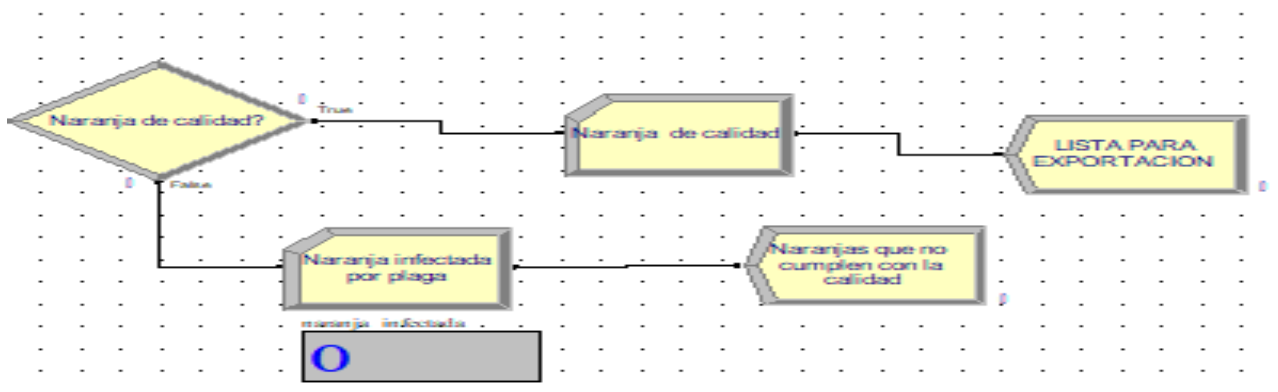 0
True
Naranja de calidad?
Naranja de calidad
LISTA PARA
EXPORTACION
0
0
False
Naranja infectada
por plaga
Naranjas que no
cumplen con la
calidad
0
naranja infectada
0